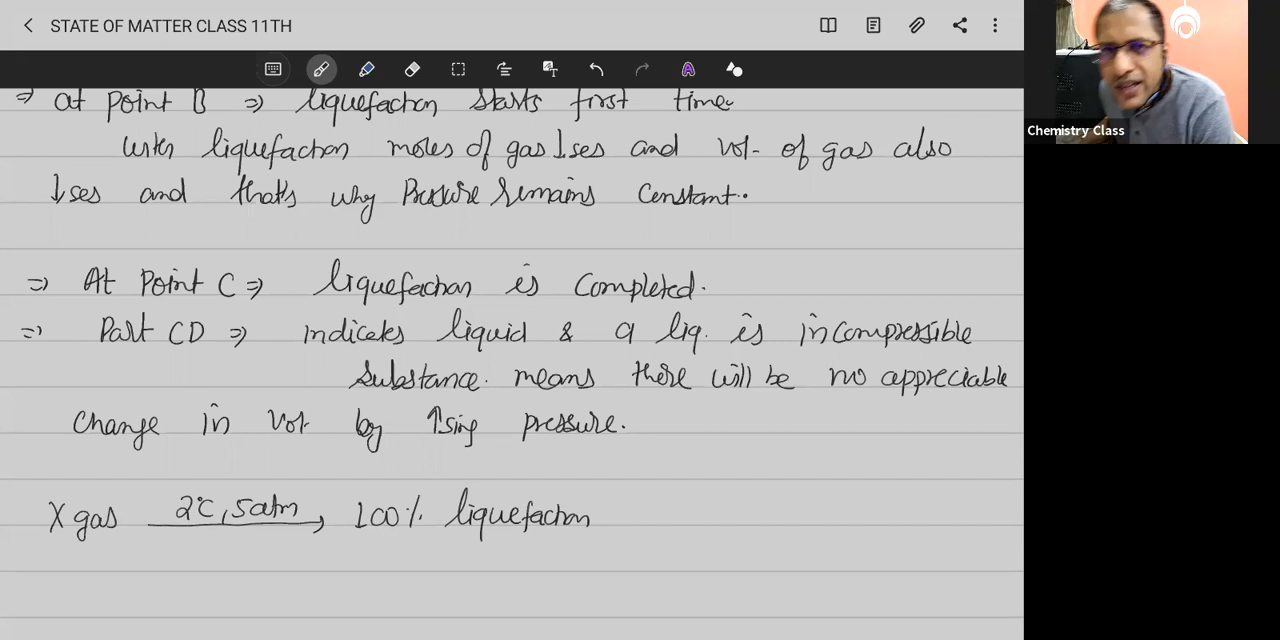 STATE OF MATTER CLASS 11TH
Chemistry Class
⇒ at point B ⇒ liquefaction starts first time
with liquefaction moles of gas ↓ses and vol. of gas also
↓ses and that's why Pressure remains Constant.
⇒ At Point C ⇒ liquefaction is Completed.
⇒ Part CD ⇒ indicates liquid & a liq. is incompressible
Substance. means there will be no appreciable
Change in Vol. by ↑sing pressure.
X gas 2°C, 5atm → 100% liquefaction